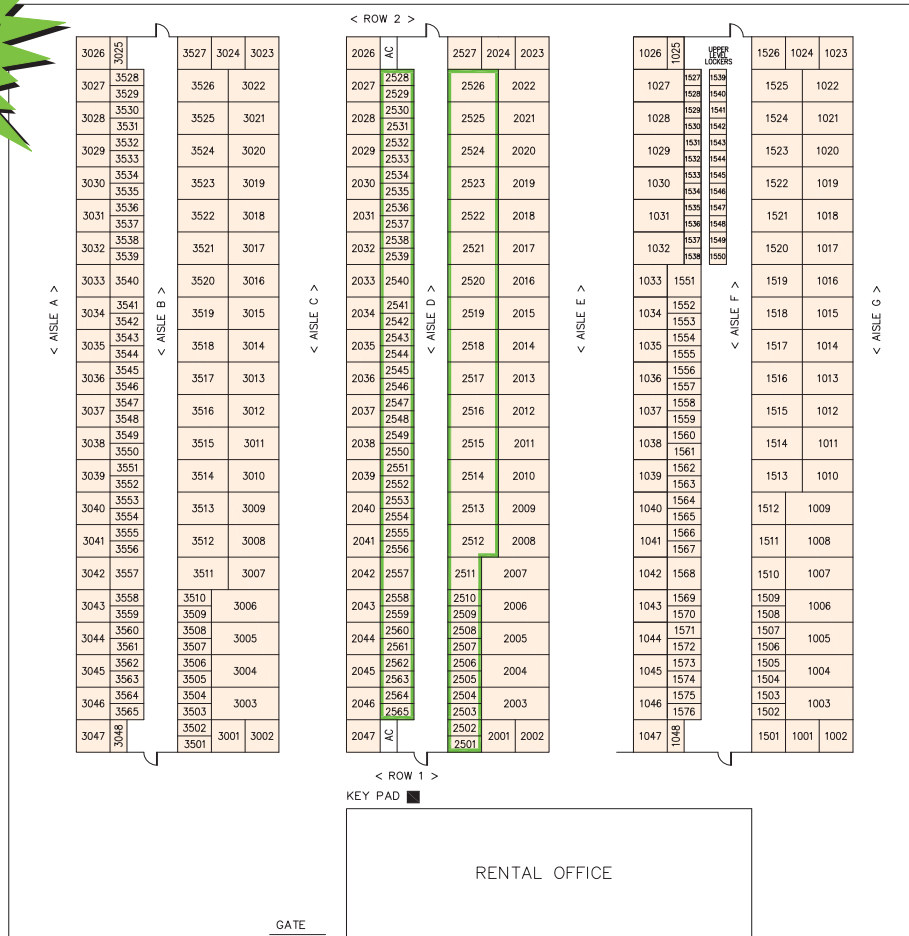 < ROW 2 >
3026 3025 3527 3024 3023 2026 AC 2527 2024 2023 1026 1025 UPPER LEVEL LOCKERS 1526 1024 1023
3027 3528 3529 3526 3022 2027 2528 2529 2526 2022 1027 1527 1528 1539 1540 1525 1022
3028 3530 3531 3525 3021 2028 2530 2531 2525 2021 1028 1529 1530 1541 1542 1524 1021
3029 3532 3533 3524 3020 2029 2532 2533 2524 2020 1029 1531 1532 1543 1544 1523 1020
3030 3534 3535 3523 3019 2030 2534 2535 2523 2019 1030 1533 1534 1545 1546 1522 1019
3031 3536 3537 3522 3018 2031 2536 2537 2522 2018 1031 1535 1536 1547 1548 1521 1018
3032 3538 3539 3521 3017 2032 2538 2539 2521 2017 1032 1537 1538 1549 1550 1520 1017
3033 3540 3520 3016 2033 2540 2520 2016 1033 1551 1519 1016
< AISLE A > < AISLE B > < AISLE C > < AISLE D > < AISLE E > < AISLE F > < AISLE G >
3034 3541 3542 3519 3015 2034 2541 2542 2519 2015 1034 1552 1553 1518 1015
3035 3543 3544 3518 3014 2035 2543 2544 2518 2014 1035 1554 1555 1517 1014
3036 3545 3546 3517 3013 2036 2545 2546 2517 2013 1036 1556 1557 1516 1013
3037 3547 3548 3516 3012 2037 2547 2548 2516 2012 1037 1558 1559 1515 1012
3038 3549 3550 3515 3011 2038 2549 2550 2515 2011 1038 1560 1561 1514 1011
3039 3551 3552 3514 3010 2039 2551 2552 2514 2010 1039 1562 1563 1513 1010
3040 3553 3554 3513 3009 2040 2553 2554 2513 2009 1040 1564 1565 1512 1009
3041 3555 3556 3512 3008 2041 2555 2556 2512 2008 1041 1566 1567 1511 1008
3042 3557 3511 3007 2042 2557 2511 2007 1042 1568 1510 1007
3043 3558 3559 3510 3509 3006 2043 2558 2559 2510 2509 2006 1043 1569 1570 1509 1508 1006
3044 3560 3561 3508 3507 3005 2044 2560 2561 2508 2507 2005 1044 1571 1572 1507 1506 1005
3045 3562 3563 3506 3505 3004 2045 2562 2563 2506 2505 2004 1045 1573 1574 1505 1504 1004
3046 3564 3565 3504 3503 3003 2046 2564 2565 2504 2503 2003 1046 1575 1576 1503 1502 1003
3047 3048 3502 3501 3001 3002 2047 AC 2502 2501 2001 2002 1047 1048 1501 1001 1002
< ROW 1 >
KEY PAD
RENTAL OFFICE
GATE